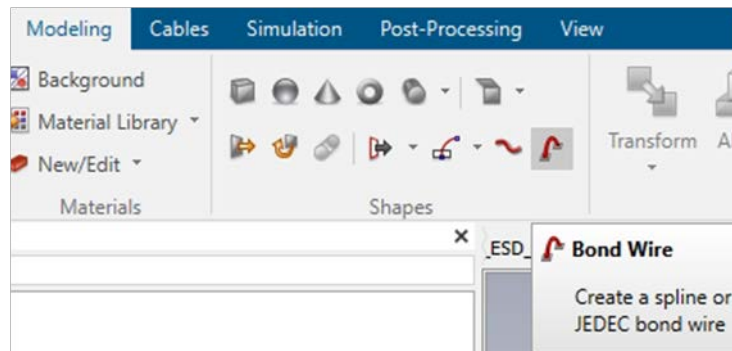 Modeling Cables Simulation Post-Processing View
Background
Material Library
New/Edit
Transform
Materials
Shapes
_ESD_
Bond Wire
Create a spline or
JEDEC bond wire